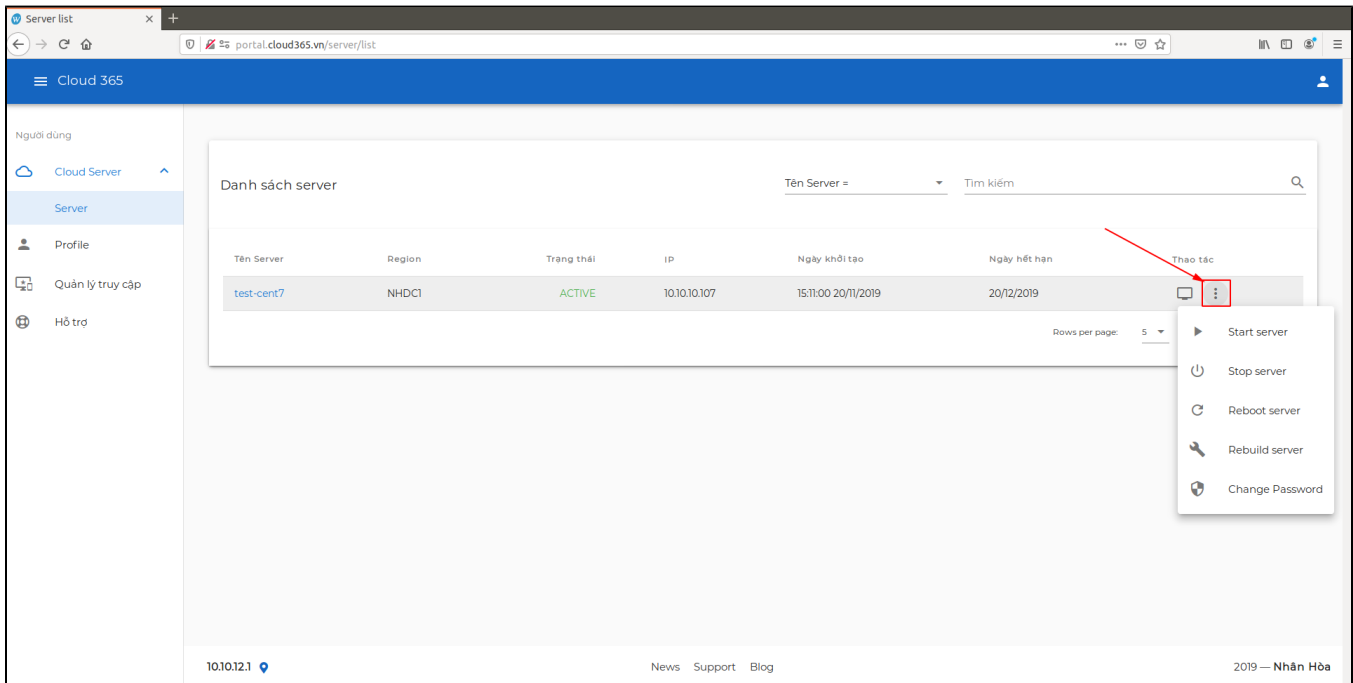 Server list
portal.cloud365.vn/server/list
Cloud 365
Người dùng
Cloud Server
Server
Profile
Quản lý truy cập
Hỗ trợ
Danh sách server
Tên Server =
Tìm kiếm
Tên Server Region Trạng thái IP Ngày khởi tạo Ngày hết hạn Thao tác
test-cent7 NHDC1 ACTIVE 10.10.10.107 15:11:00 20/11/2019 20/12/2019
Rows per page: 5
Start server
Stop server
Reboot server
Rebuild server
Change Password
10.10.12.1 News Support Blog 2019 — Nhân Hòa